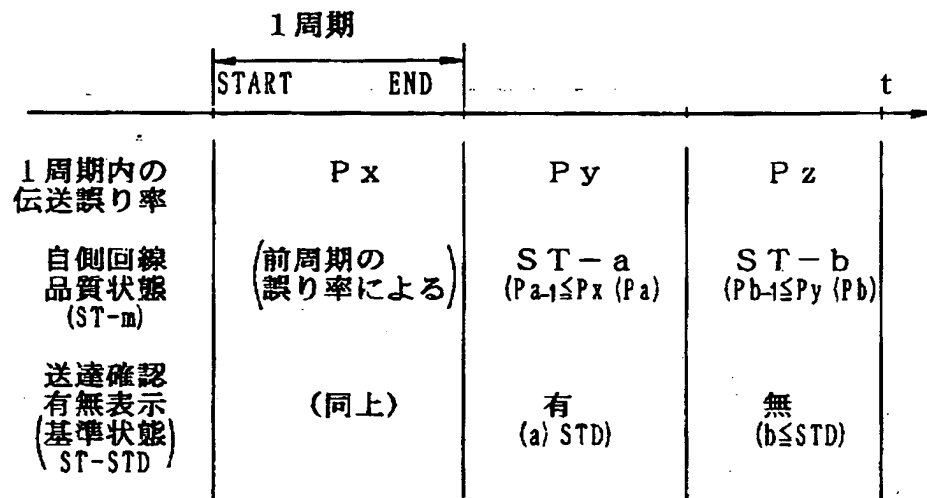 1周期
START END t
1周期内の
伝送誤り率
Px Py Pz
自側回線
品質状態
(ST-m)
(前周期の
誤り率による)
ST-a
(Pa-1≦Px〈Pa)
ST-b
(Pb-1≦Py〈Pb)
送達確認
有無表示
(基準状態
ST-STD)
(同上)
有
(a〉STD)
無
(b≦STD)